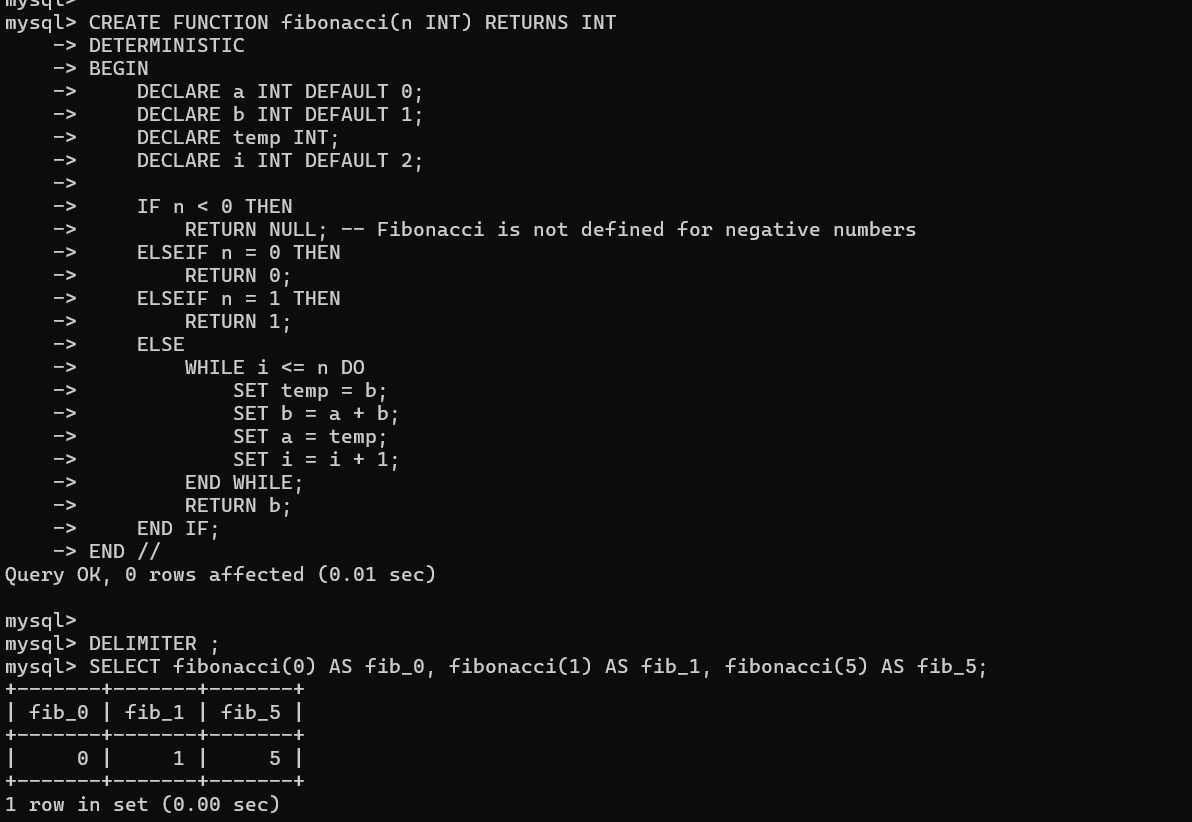 mysql>
mysql> CREATE FUNCTION fibonacci(n INT) RETURNS INT
    -> DETERMINISTIC
    -> BEGIN
    ->     DECLARE a INT DEFAULT 0;
    ->     DECLARE b INT DEFAULT 1;
    ->     DECLARE temp INT;
    ->     DECLARE i INT DEFAULT 2;
    ->
    ->     IF n < 0 THEN
    ->         RETURN NULL; -- Fibonacci is not defined for negative numbers
    ->     ELSEIF n = 0 THEN
    ->         RETURN 0;
    ->     ELSEIF n = 1 THEN
    ->         RETURN 1;
    ->     ELSE
    ->         WHILE i <= n DO
    ->             SET temp = b;
    ->             SET b = a + b;
    ->             SET a = temp;
    ->             SET i = i + 1;
    ->         END WHILE;
    ->         RETURN b;
    ->     END IF;
    -> END //
Query OK, 0 rows affected (0.01 sec)

mysql>
mysql> DELIMITER ;
mysql> SELECT fibonacci(0) AS fib_0, fibonacci(1) AS fib_1, fibonacci(5) AS fib_5;
+-------+-------+-------+
| fib_0 | fib_1 | fib_5 |
+-------+-------+-------+
|     0 |     1 |     5 |
+-------+-------+-------+
1 row in set (0.00 sec)